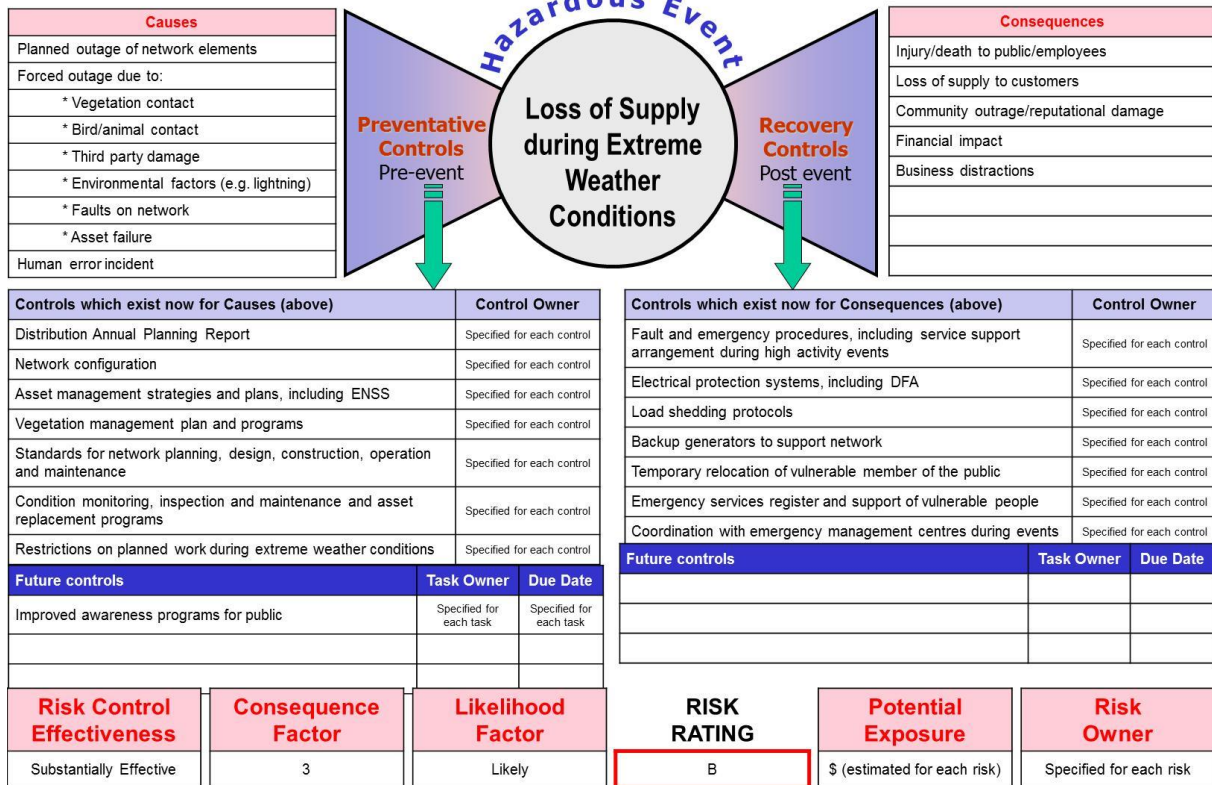 Causes
Planned outage of network elements
Forced outage due to:
* Vegetation contact
* Bird/animal contact
* Third party damage
* Environmental factors (e.g. lightning)
* Faults on network
* Asset failure
Human error incident
Hazardous Event
Preventative
Controls
Pre-event
Loss of Supply
during Extreme
Weather
Conditions
Recovery
Controls
Post event
Consequences
Injury/death to public/employees
Loss of supply to customers
Community outrage/reputational damage
Financial impact
Business distractions
Controls which exist now for Causes (above) Control Owner
Distribution Annual Planning Report Specified for each control
Network configuration Specified for each control
Asset management strategies and plans, including ENSS Specified for each control
Vegetation management plan and programs Specified for each control
Standards for network planning, design, construction, operation
and maintenance Specified for each control
Condition monitoring, inspection and maintenance and asset
replacement programs Specified for each control
Restrictions on planned work during extreme weather conditions Specified for each control
Future controls Task Owner Due Date
Improved awareness programs for public Specified for
each task Specified for
each task
Controls which exist now for Consequences (above) Control Owner
Fault and emergency procedures, including service support
arrangement during high activity events Specified for each control
Electrical protection systems, including DFA Specified for each control
Load shedding protocols Specified for each control
Backup generators to support network Specified for each control
Temporary relocation of vulnerable member of the public Specified for each control
Emergency services register and support of vulnerable people Specified for each control
Coordination with emergency management centres during events Specified for each control
Future controls Task Owner Due Date
Risk Control
Effectiveness
Substantially Effective
Consequence
Factor
3
Likelihood
Factor
Likely
RISK
RATING
B
Potential
Exposure
$ (estimated for each risk)
Risk
Owner
Specified for each risk